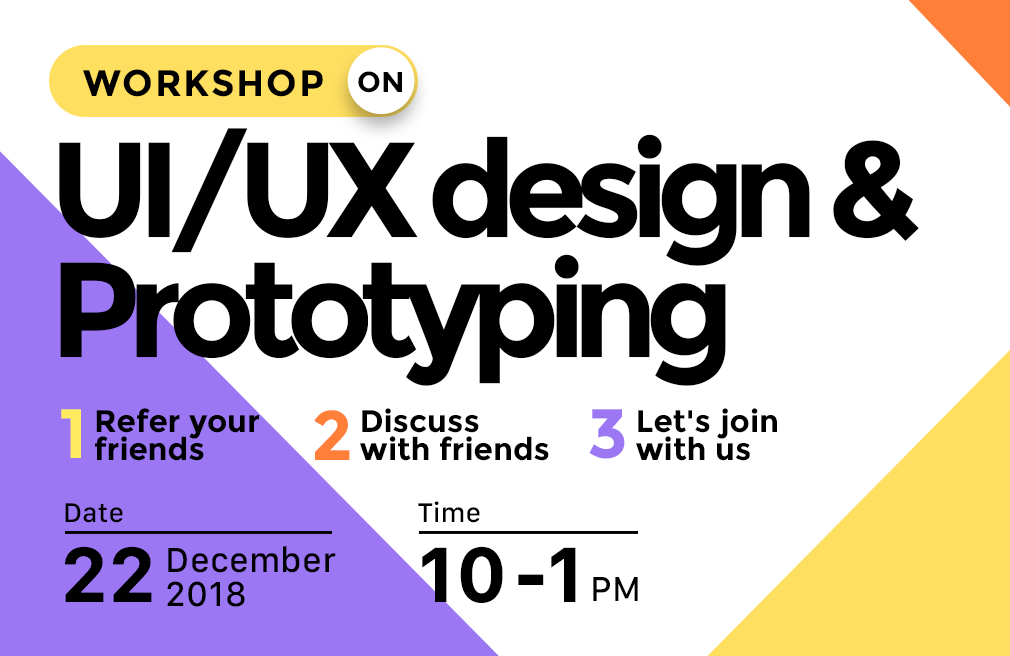 WORKSHOP ON
UI/UX design &
Prototyping
1 Refer your
friends
2 Discuss
with friends
3 Let's join
with us
Date
22 December
2018
Time
10-1 PM